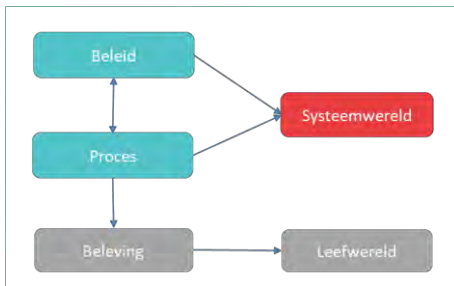 Beleid
Systeemwereld
Proces
Beleving
Leefwereld